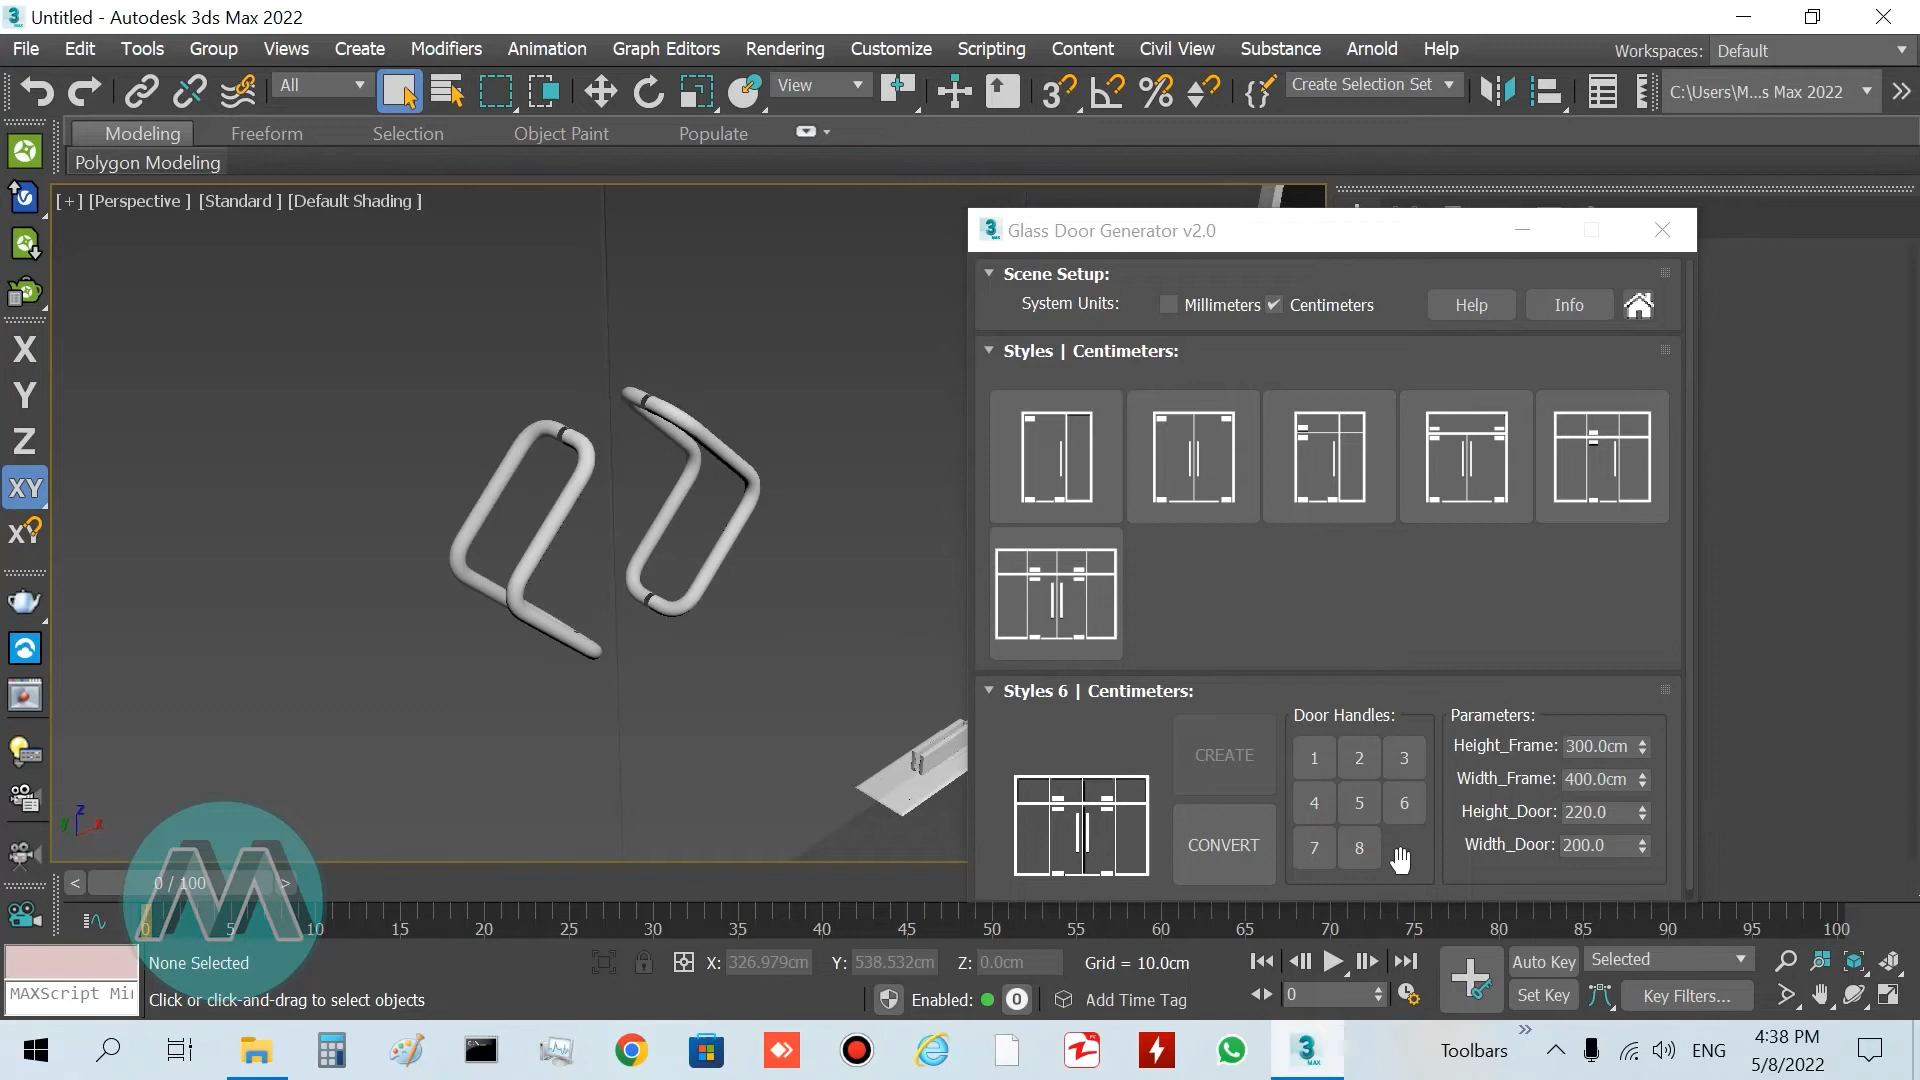 Untitled - Autodesk 3ds Max 2022
File Edit Tools Group Views Create Modifiers Animation Graph Editors Rendering Customize Scripting Content Civil View Substance Arnold Help Workspaces: Default
All View Create Selection Set C:\Users\M...s Max 2022
Modeling Freeform Selection Object Paint Populate
Polygon Modeling
[ + ] [Perspective ] [Standard ] [Default Shading ]
Glass Door Generator v2.0
Scene Setup:
System Units: Millimeters Centimeters Help Info
Styles | Centimeters:
X
Y
Z
XY
XY
Styles 6 | Centimeters:
CREATE
CONVERT
Door Handles:
1 2 3
4 5 6
7 8
Parameters:
Height_Frame: 300.0cm
Width_Frame: 400.0cm
Height_Door: 220.0
Width_Door: 200.0
z
y x
< 0 / 100 >
0 5 10 15 20 25 30 35 40 45 50 55 60 65 70 75 80 85 90 95 100
None Selected X: 326.979cm Y: 538.532cm Z: 0.0cm Grid = 10.0cm Auto Key Selected
MAXScript Mi Click or click-and-drag to select objects Enabled: 0 Add Time Tag 0 Set Key Key Filters...
Toolbars ENG
4:38 PM
5/8/2022